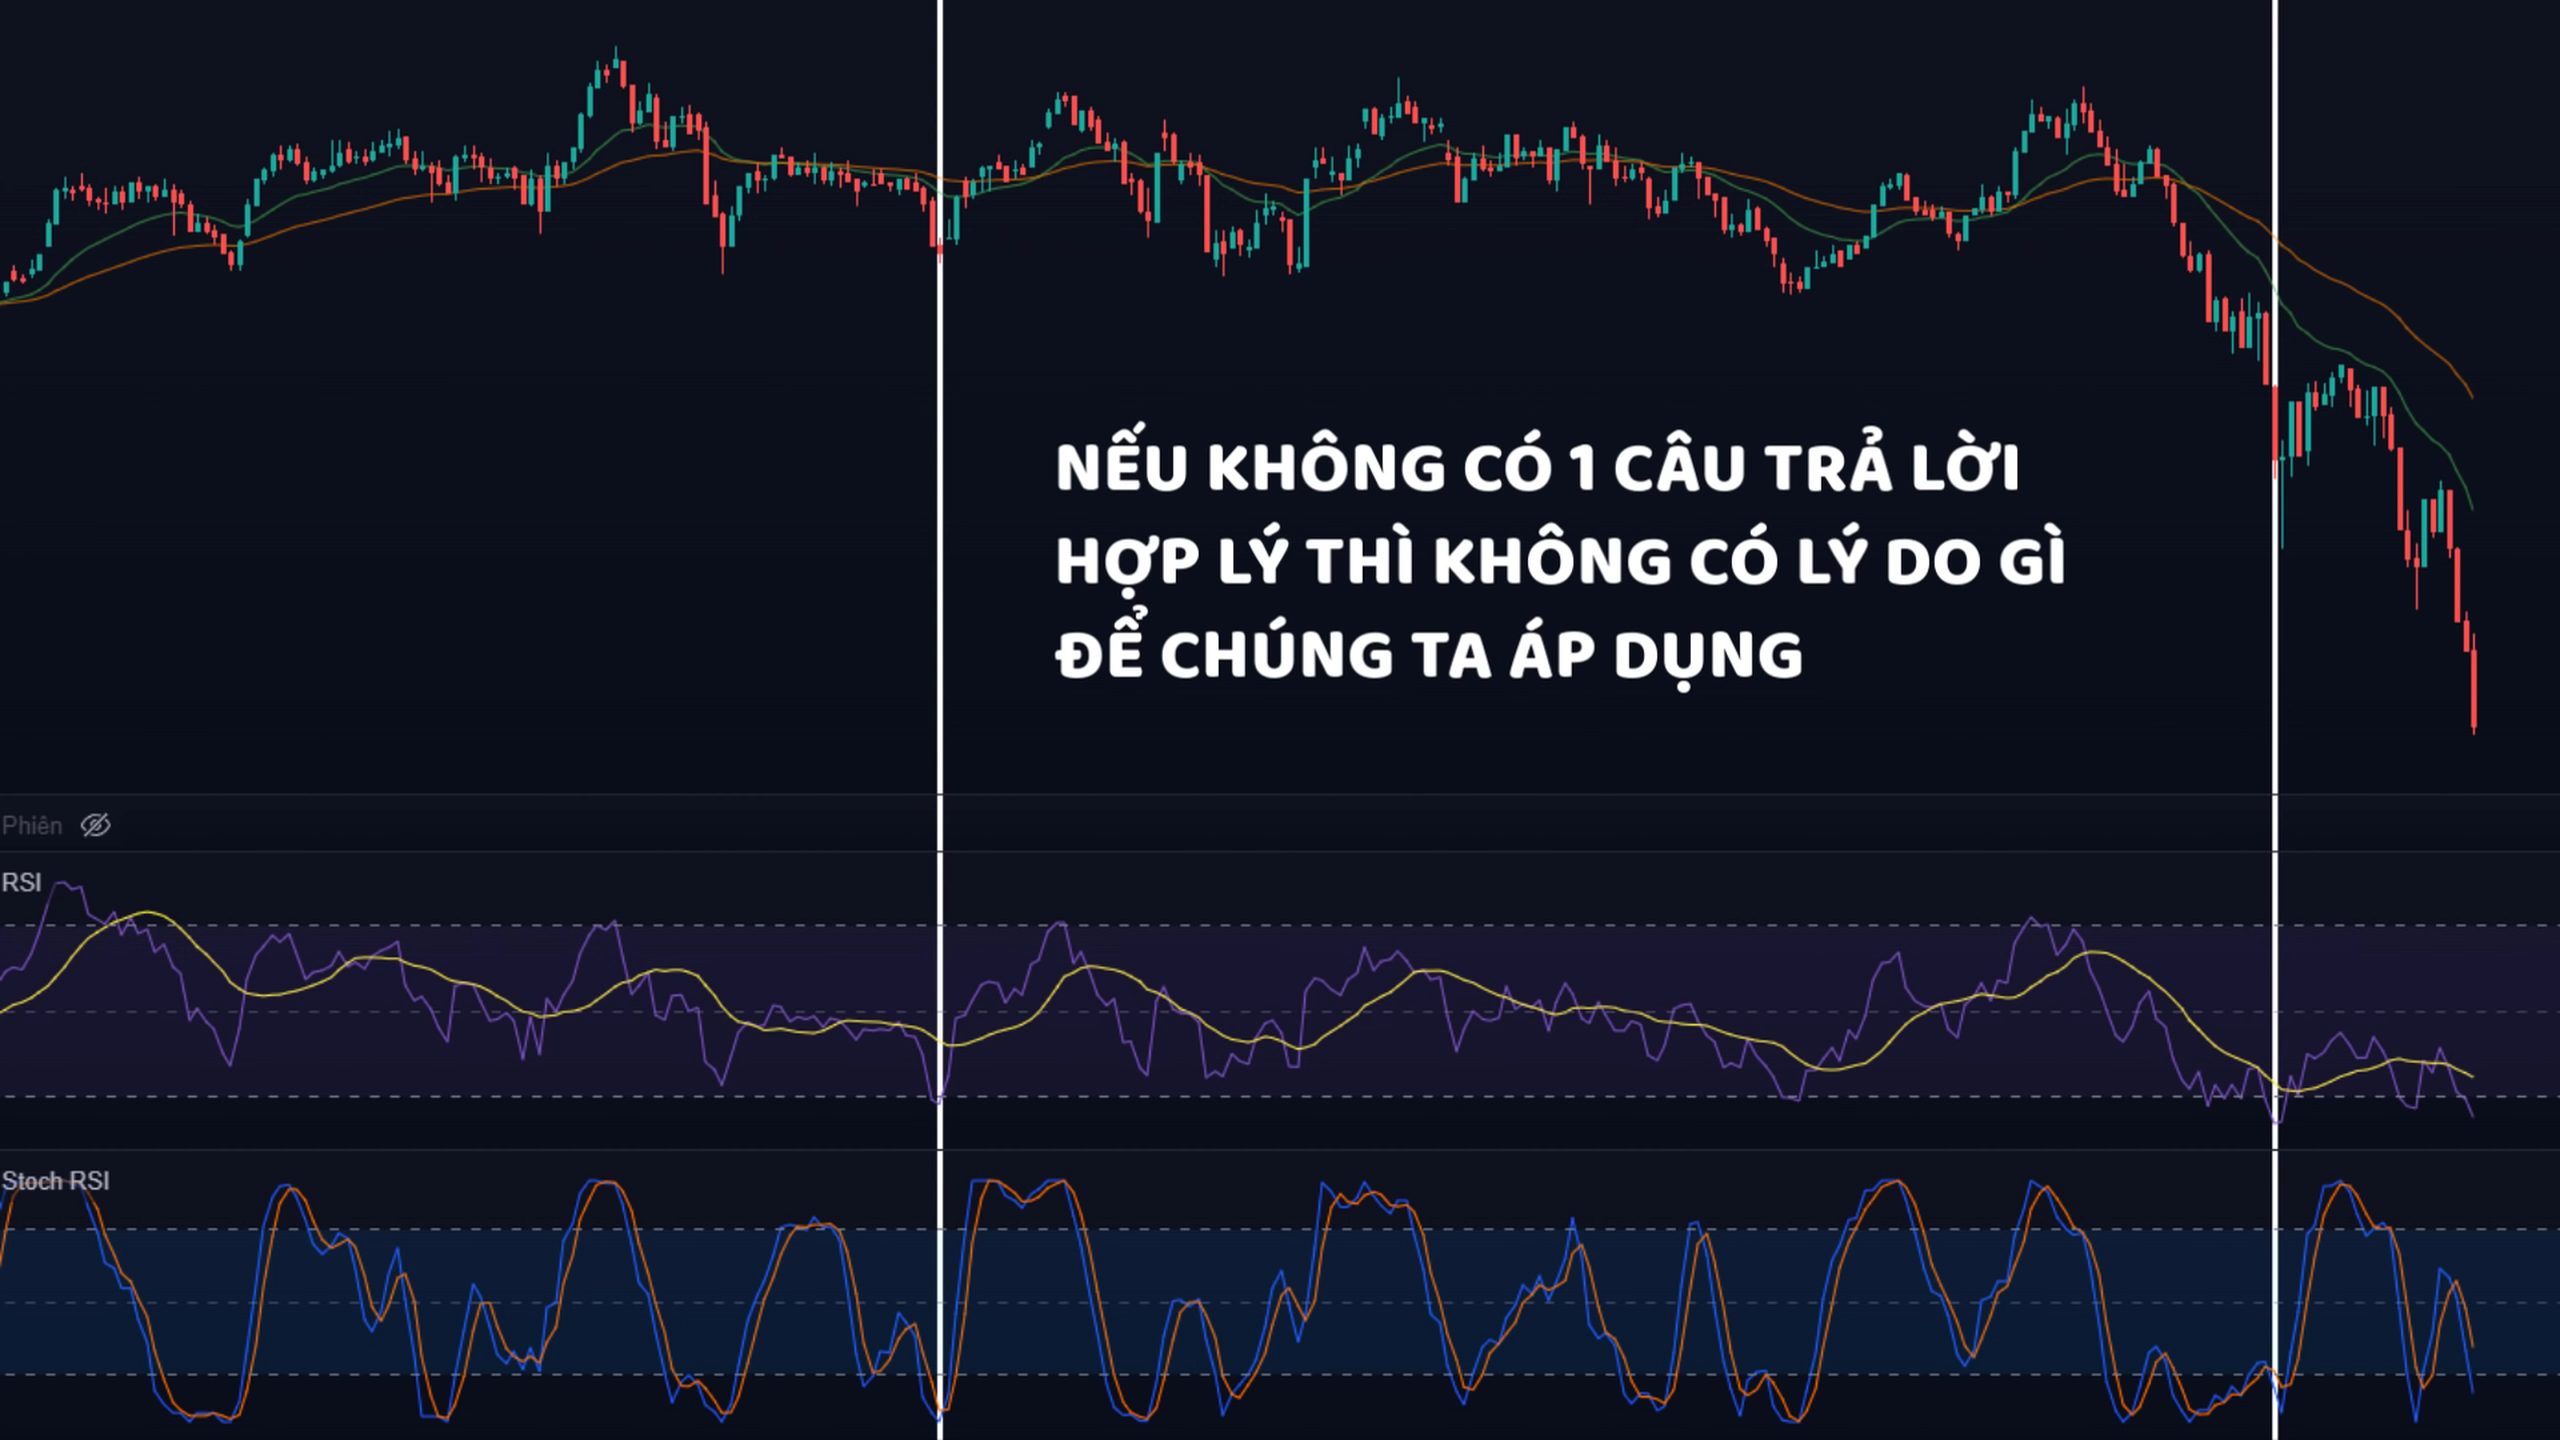 NẾU KHÔNG CÓ 1 CÂU TRẢ LỜI
HỢP LÝ THÌ KHÔNG CÓ LÝ DO GÌ
ĐỂ CHÚNG TA ÁP DỤNG
Phiên
RSI
Stoch RSI